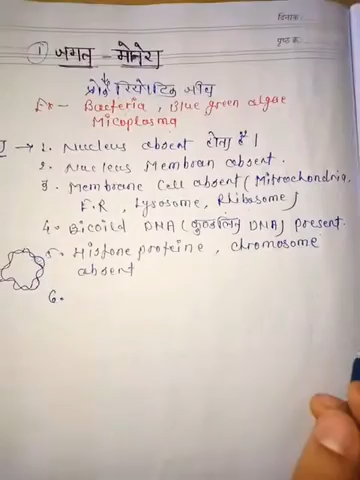 दिनांक
पृष्ठ क्र.
① जगत - मोनेरा
प्रोकैरियोटिक जीव
Ex - Bacteria, Blue green algae
Micoplasma
→ 1. Nucleus absent होता है |
2. Nucleus Membran absent.
3. Membrane Cell absent (Mitrochondria,
E.R, Lysosome, Rhibosome)
4. Bicoild DNA (कुण्डलित DNA) present.
5. Histone proteine, chromosome
absent
6.